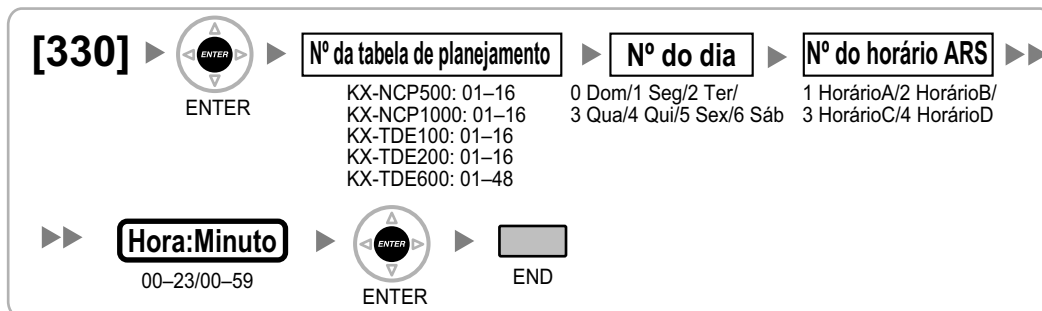 [330]
ENTER
ENTER
Nº da tabela de planejamento
KX-NCP500: 01–16
KX-NCP1000: 01–16
KX-TDE100: 01–16
KX-TDE200: 01–16
KX-TDE600: 01–48
Nº do dia
0 Dom/1 Seg/2 Ter/
3 Qua/4 Qui/5 Sex/6 Sáb
Nº do horário ARS
1 HorárioA/2 HorárioB/
3 HorárioC/4 HorárioD
Hora:Minuto
00–23/00–59
ENTER
ENTER
END